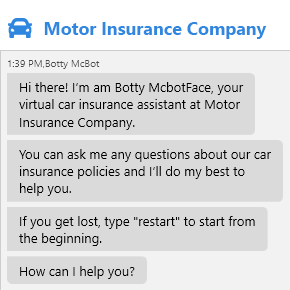 Motor Insurance Company
1:39 PM,Botty McBot
Hi there! I'm am Botty McbotFace, your
virtual car insurance assistant at Motor
Insurance Company.
You can ask me any questions about our car
insurance policies and I'll do my best to
help you.
If you get lost, type "restart" to start from
the beginning.
How can I help you?